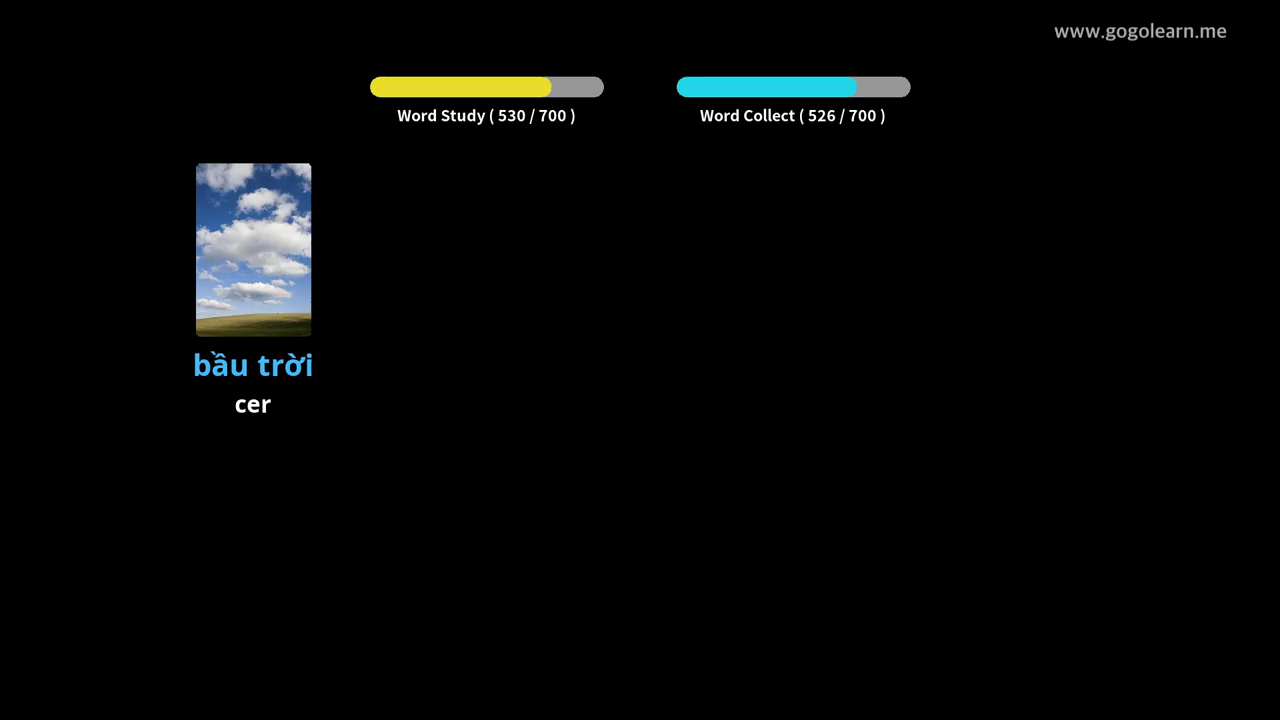 www.gogolearn.me
Word Study ( 530 / 700 )
Word Collect ( 526 / 700 )
bầu trời
cer